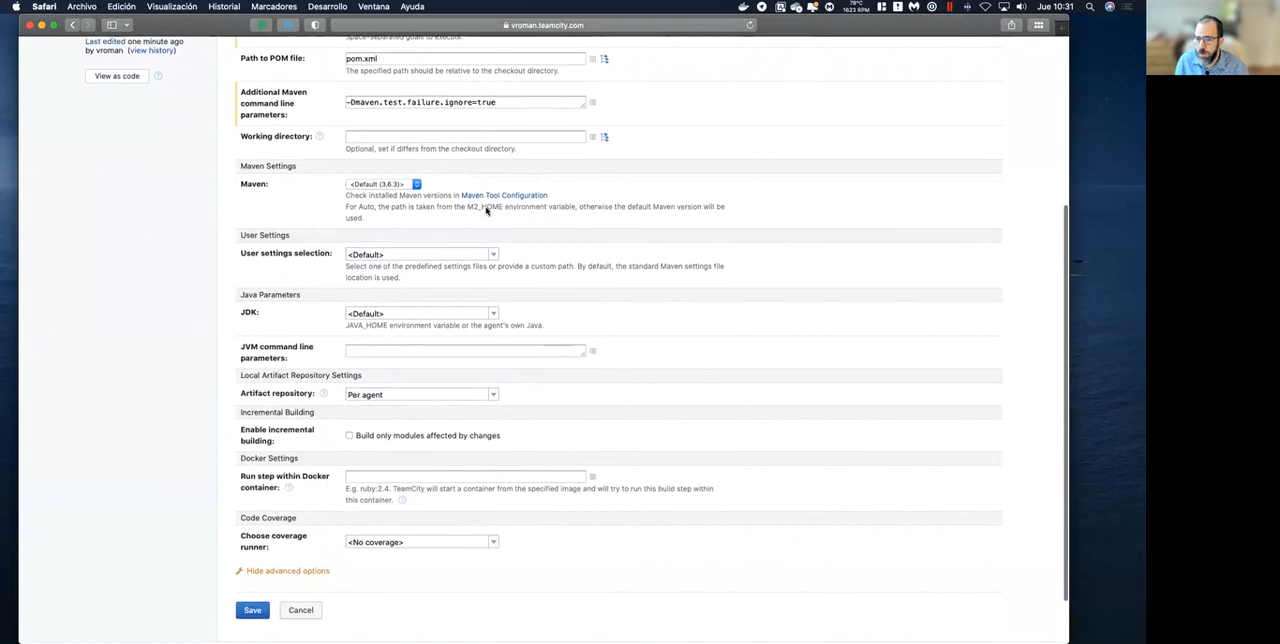 Safari Archivo Edición Visualización Historial Marcadores Desarrollo Ventana Ayuda 78°C 1623 RPM Jue 10:31
vroman.teamcity.com
Last edited one minute ago
by vroman (view history)
View as code
Space-separated goals to execute.
Path to POM file: pom.xml
The specified path should be relative to the checkout directory.
Additional Maven
command line
parameters:
-Dmaven.test.failure.ignore=true
Working directory:
Optional, set if differs from the checkout directory.
Maven Settings
Maven: <Default (3.6.3)>
Check installed Maven versions in Maven Tool Configuration
For Auto, the path is taken from the M2_HOME environment variable, otherwise the default Maven version will be
used.
User Settings
User settings selection: <Default>
Select one of the predefined settings files or provide a custom path. By default, the standard Maven settings file
location is used.
Java Parameters
JDK: <Default>
JAVA_HOME environment variable or the agent's own Java.
JVM command line
parameters:
Local Artifact Repository Settings
Artifact repository: Per agent
Incremental Building
Enable incremental
building:
Build only modules affected by changes
Docker Settings
Run step within Docker
container:
E.g. ruby:2.4. TeamCity will start a container from the specified image and will try to run this build step within
this container.
Code Coverage
Choose coverage
runner:
<No coverage>
Hide advanced options
Save Cancel